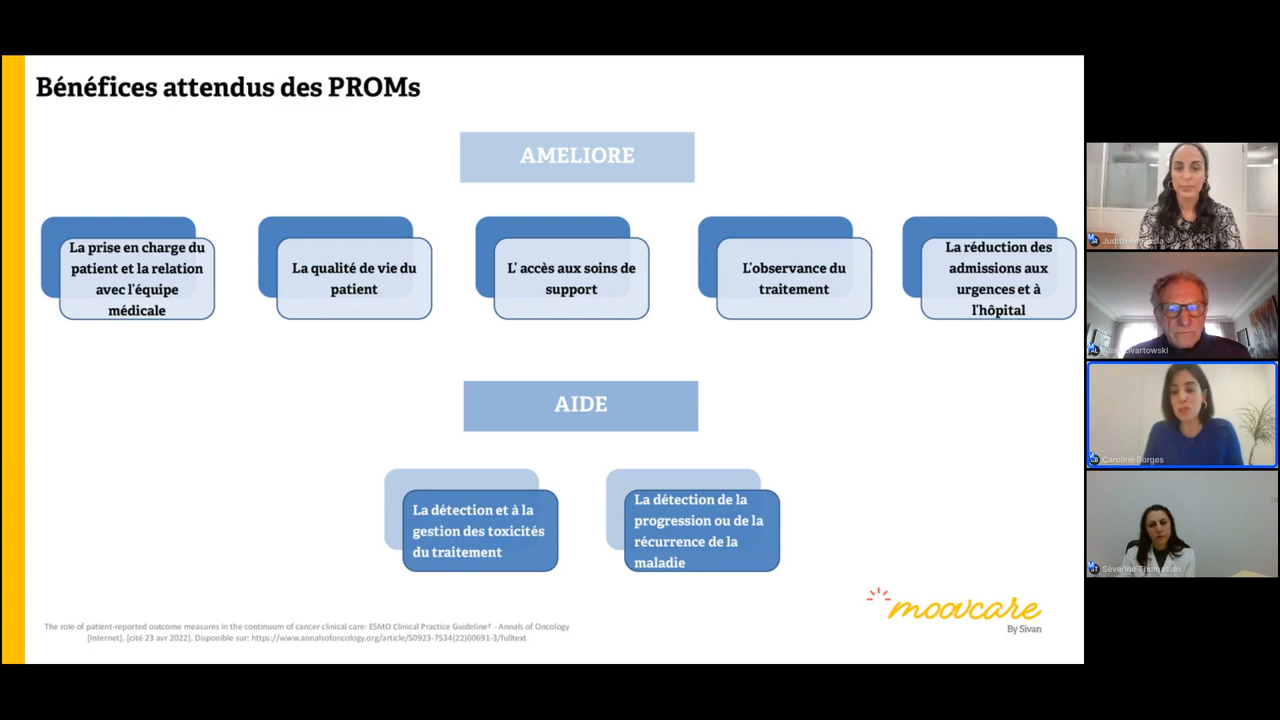 Bénéfices attendus des PROMs
AMELIORE
La prise en charge du
patient et la relation
avec l'équipe
médicale
La qualité de vie du
patient
L' accès aux soins de
support
L'observance du
traitement
La réduction des
admissions aux
urgences et à
l'hôpital
AIDE
La détection et à la
gestion des toxicités
du traitement
La détection de la
progression ou de la
récurrence de la
maladie
The role of patient-reported outcome measures in the continuum of cancer clinical care: ESMO Clinical Practice Guideline† - Annals of Oncology
[Internet]. [cité 23 avr 2022]. Disponible sur: https://www.annalsofoncology.org/article/S0923-7534(22)00691-3/fulltext
moovcare
By Sivan
Judith
Caroline Borges
Séverine Thomassin